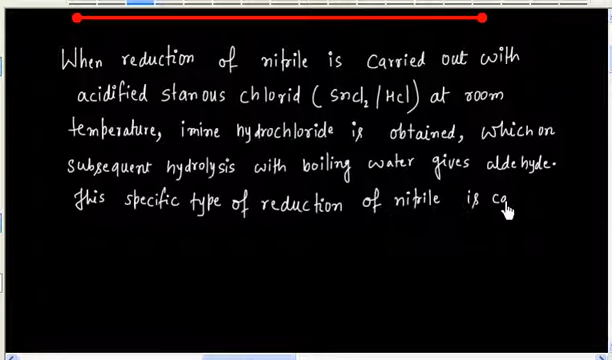 When reduction of nitrile is carried out with
acidified stanous chlorid (Sncl2/Hcl) at room
temperature, imine hydrochloride is obtained, which on
subsequent hydrolysis with boiling water gives aldehyde.
This specific type of reduction of nitrile is ca